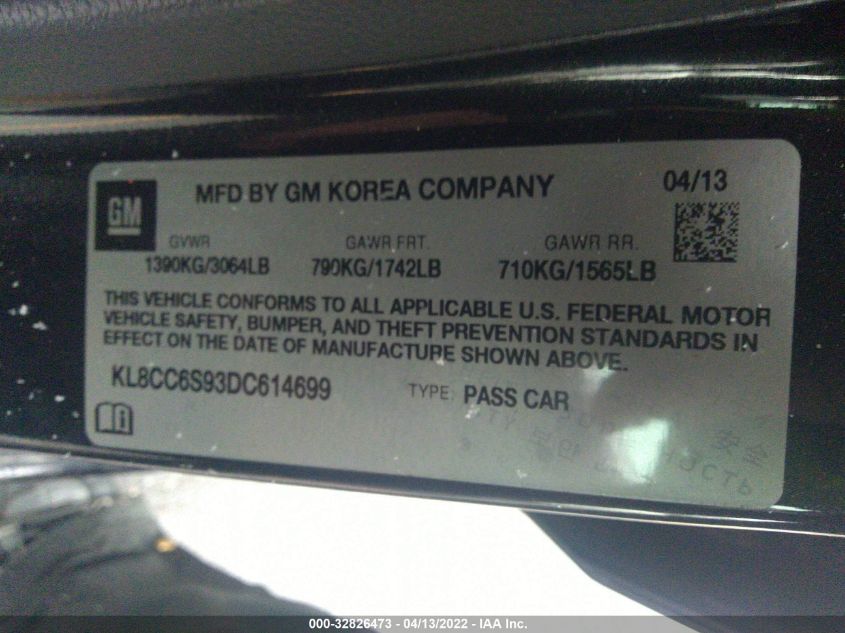 MFD BY GM KOREA COMPANY 04/13
GM
GVWR GAWR FRT. GAWR RR.
1390KG/3064LB 790KG/1742LB 710KG/1565LB
THIS VEHICLE CONFORMS TO ALL APPLICABLE U.S. FEDERAL MOTOR
VEHICLE SAFETY, BUMPER, AND THEFT PREVENTION STANDARDS IN
EFFECT ON THE DATE OF MANUFACTURE SHOWN ABOVE.
KL8CC6S93DC614699 TYPE: PASS CAR
安全
000-32826473 - 04/13/2022 - IAA Inc.